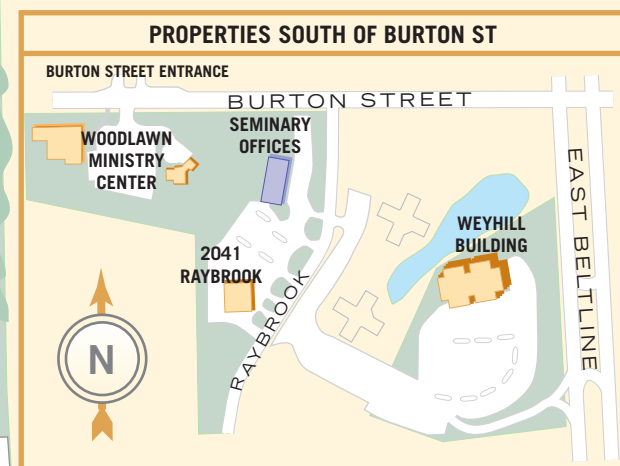 PROPERTIES SOUTH OF BURTON ST
BURTON STREET ENTRANCE
BURTON STREET
WOODLAWN
MINISTRY
CENTER
SEMINARY
OFFICES
EAST BELTLINE
WEYHILL
BUILDING
2041
RAYBROOK
RAYBROOK
N